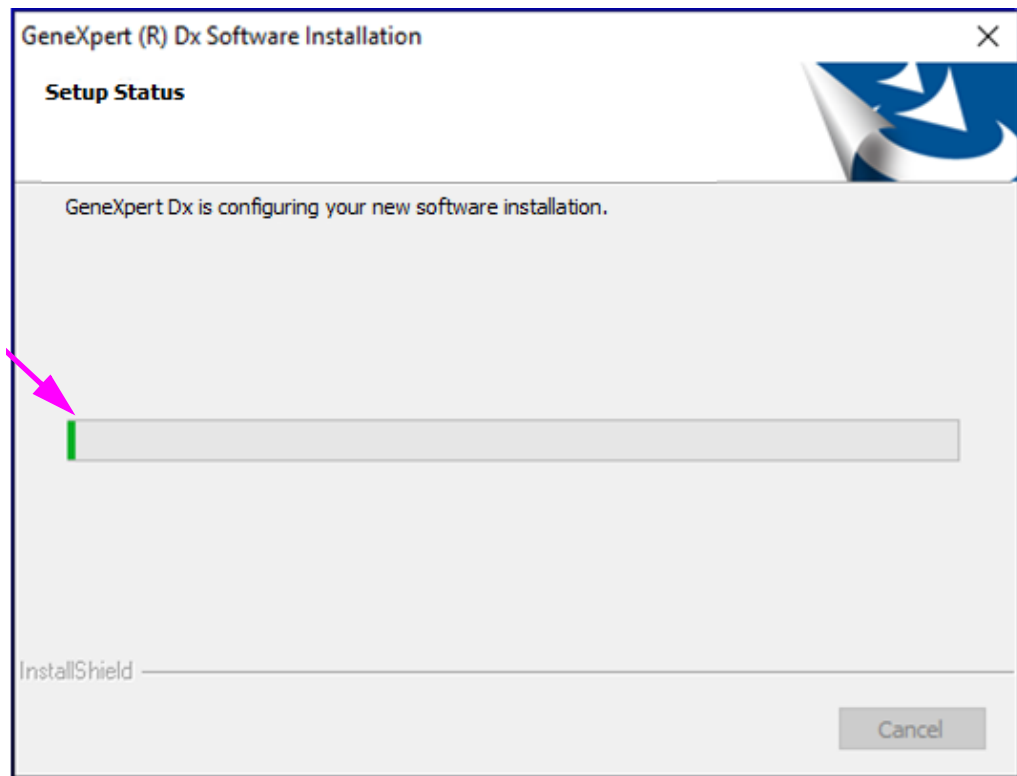 GeneXpert (R) Dx Software Installation
Setup Status
GeneXpert Dx is configuring your new software installation.
InstallShield
Cancel